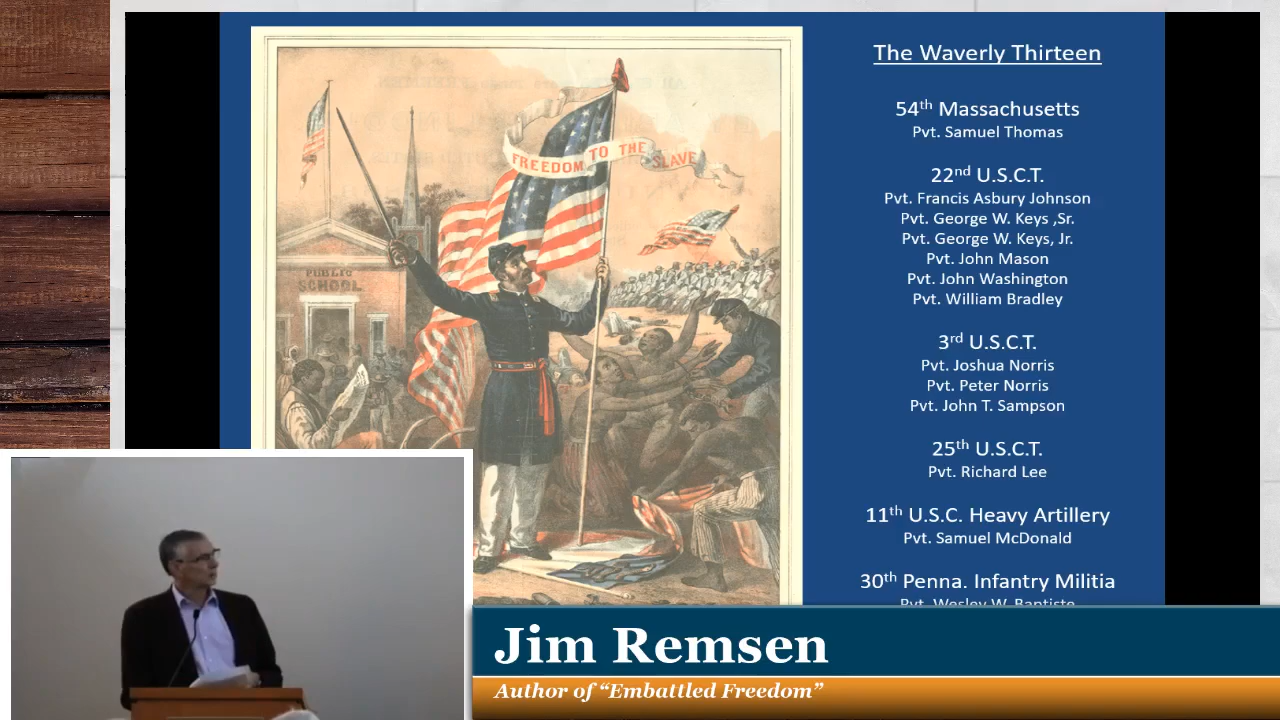 FREEDOM TO THE SLAVE
PUBLIC
SCHOOL
The Waverly Thirteen
54th Massachusetts
Pvt. Samuel Thomas
22nd U.S.C.T.
Pvt. Francis Asbury Johnson
Pvt. George W. Keys ,Sr.
Pvt. George W. Keys, Jr.
Pvt. John Mason
Pvt. John Washington
Pvt. William Bradley
3rd U.S.C.T.
Pvt. Joshua Norris
Pvt. Peter Norris
Pvt. John T. Sampson
25th U.S.C.T.
Pvt. Richard Lee
11th U.S.C. Heavy Artillery
Pvt. Samuel McDonald
30th Penna. Infantry Militia
Pvt. Wesley W. Baptiste
Jim Remsen
Author of “Embattled Freedom”